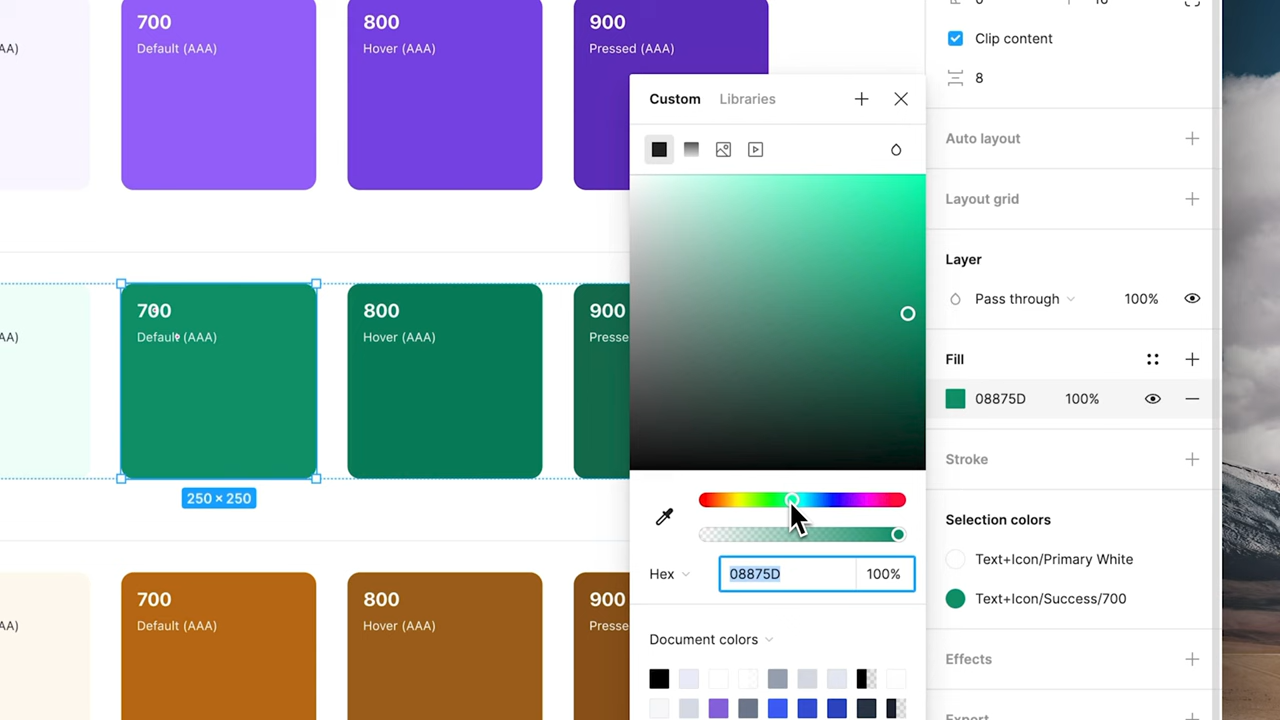 700
Default (AAA)
800
Hover (AAA)
900
Pressed (AAA)
AA)
Custom
Libraries
700
Default (AAA)
800
Hover (AAA)
900
Presse
AA)
250 × 250
Hex
08875D
100%
Document colors
700
Default (AAA)
800
Hover (AAA)
900
Presse
AA)
Clip content
8
Auto layout
Layout grid
Layer
Pass through
100%
Fill
08875D
100%
Stroke
Selection colors
Text+Icon/Primary White
Text+Icon/Success/700
Effects
Export